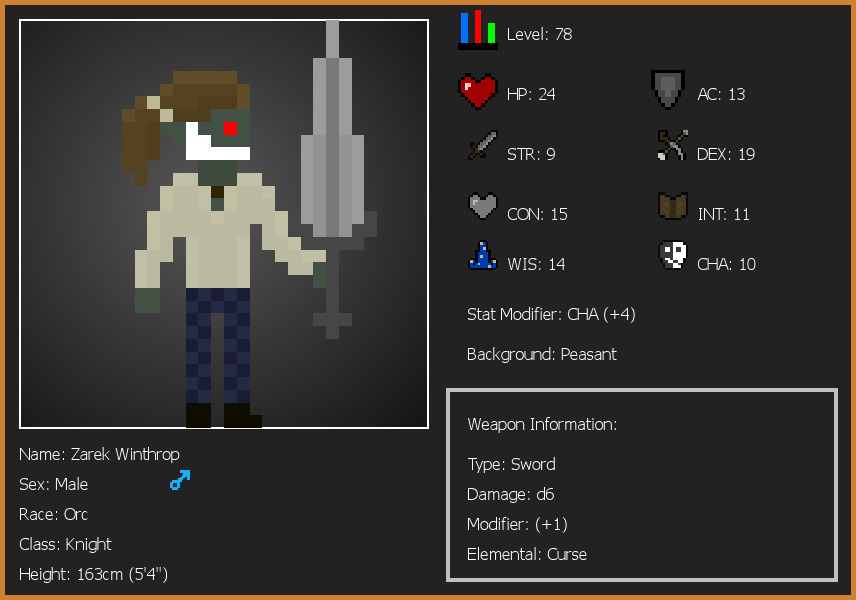 Level: 78
HP: 24
AC: 13
STR: 9
DEX: 19
CON: 15
INT: 11
WIS: 14
CHA: 10
Stat Modifier: CHA (+4)
Background: Peasant
Weapon Information:
Type: Sword
Damage: d6
Modifier: (+1)
Elemental: Curse
Name: Zarek Winthrop
Sex: Male
Race: Orc
Class: Knight
Height: 163cm (5'4")